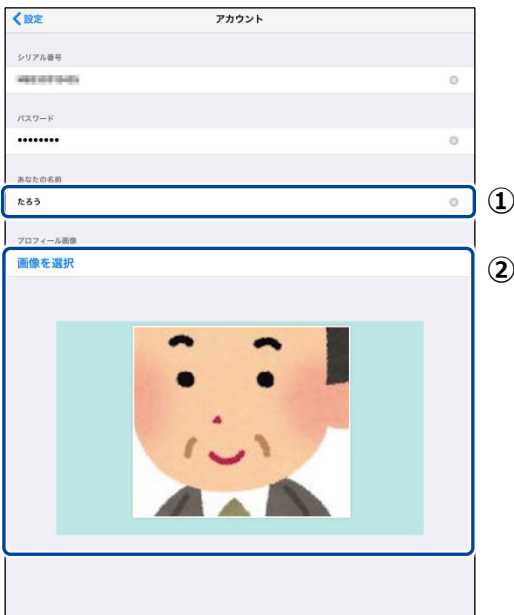 設定
アカウント
シリアル番号
パスワード
••••••••
あなたの名前
たろう
①
プロフィール画像
画像を選択
②